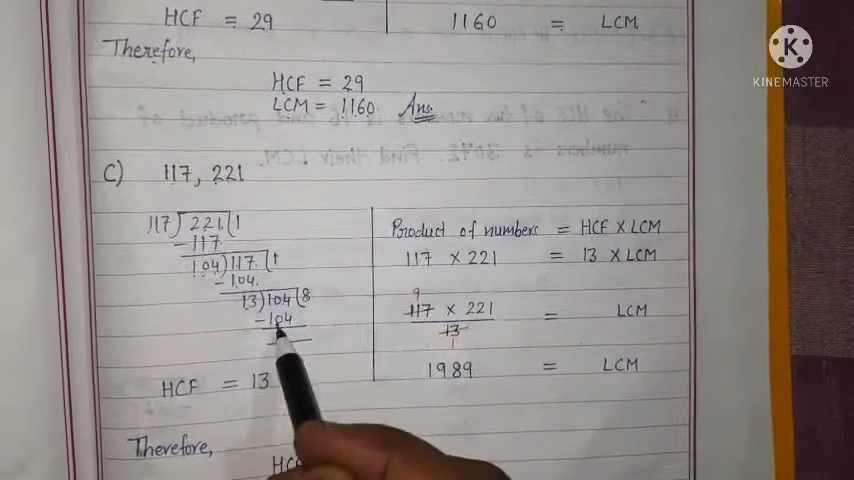 HCF = 29
1160 = LCM
Therefore,
HCF = 29
LCM = 1160 Ans.
KINEMASTER
C) 117, 221
117) 221 (1
-117
104) 117 (1
-104
13) 104 (8
-104
HCF = 13
Product of numbers = HCF X LCM
117 X 221 = 13 X LCM
9
117 X 221 = LCM
13
1
1989 = LCM
Therefore,